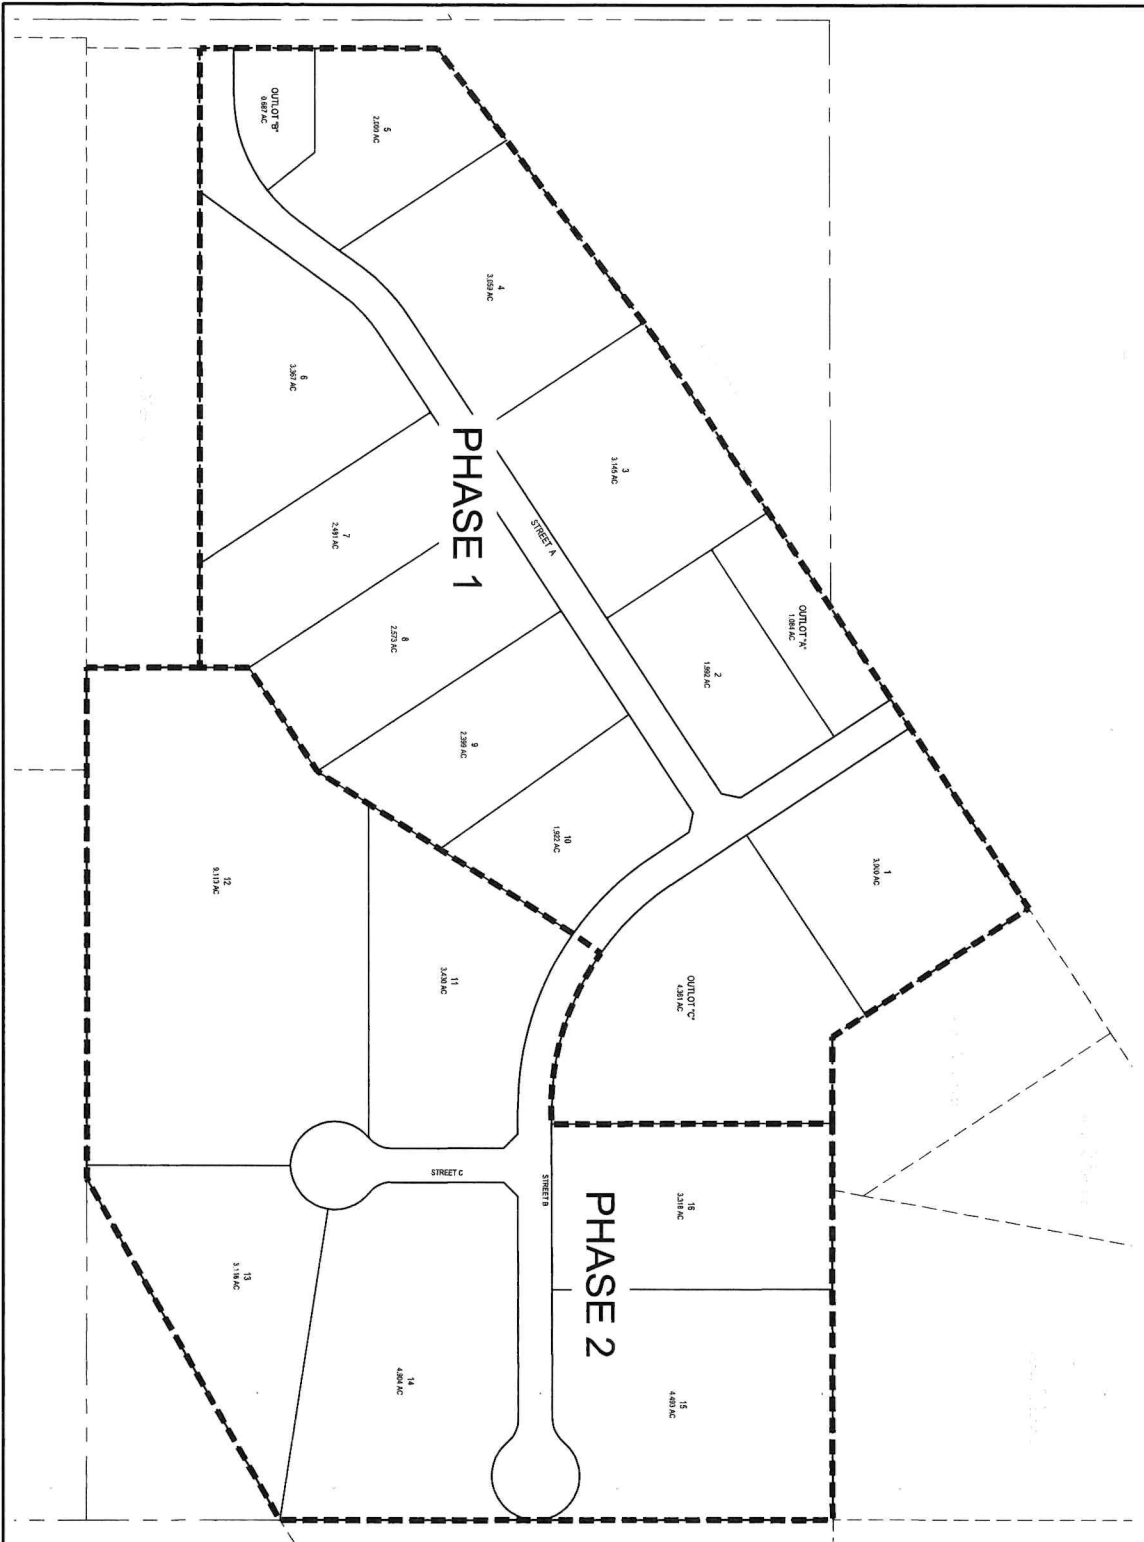 OUTLOT "B"
0.687 AC
5
2.000 AC
4
3.059 AC
3
3.145 AC
6
3.367 AC
PHASE 1
STREET A
7
2.491 AC
8
2.573 AC
OUTLOT "A"
1.084 AC
2
1.992 AC
9
2.399 AC
10
1.922 AC
1
3.000 AC
12
9.113 AC
11
3.430 AC
OUTLOT "C"
4.361 AC
STREET C
STREET B
16
3.318 AC
PHASE 2
13
3.118 AC
14
4.804 AC
15
4.493 AC